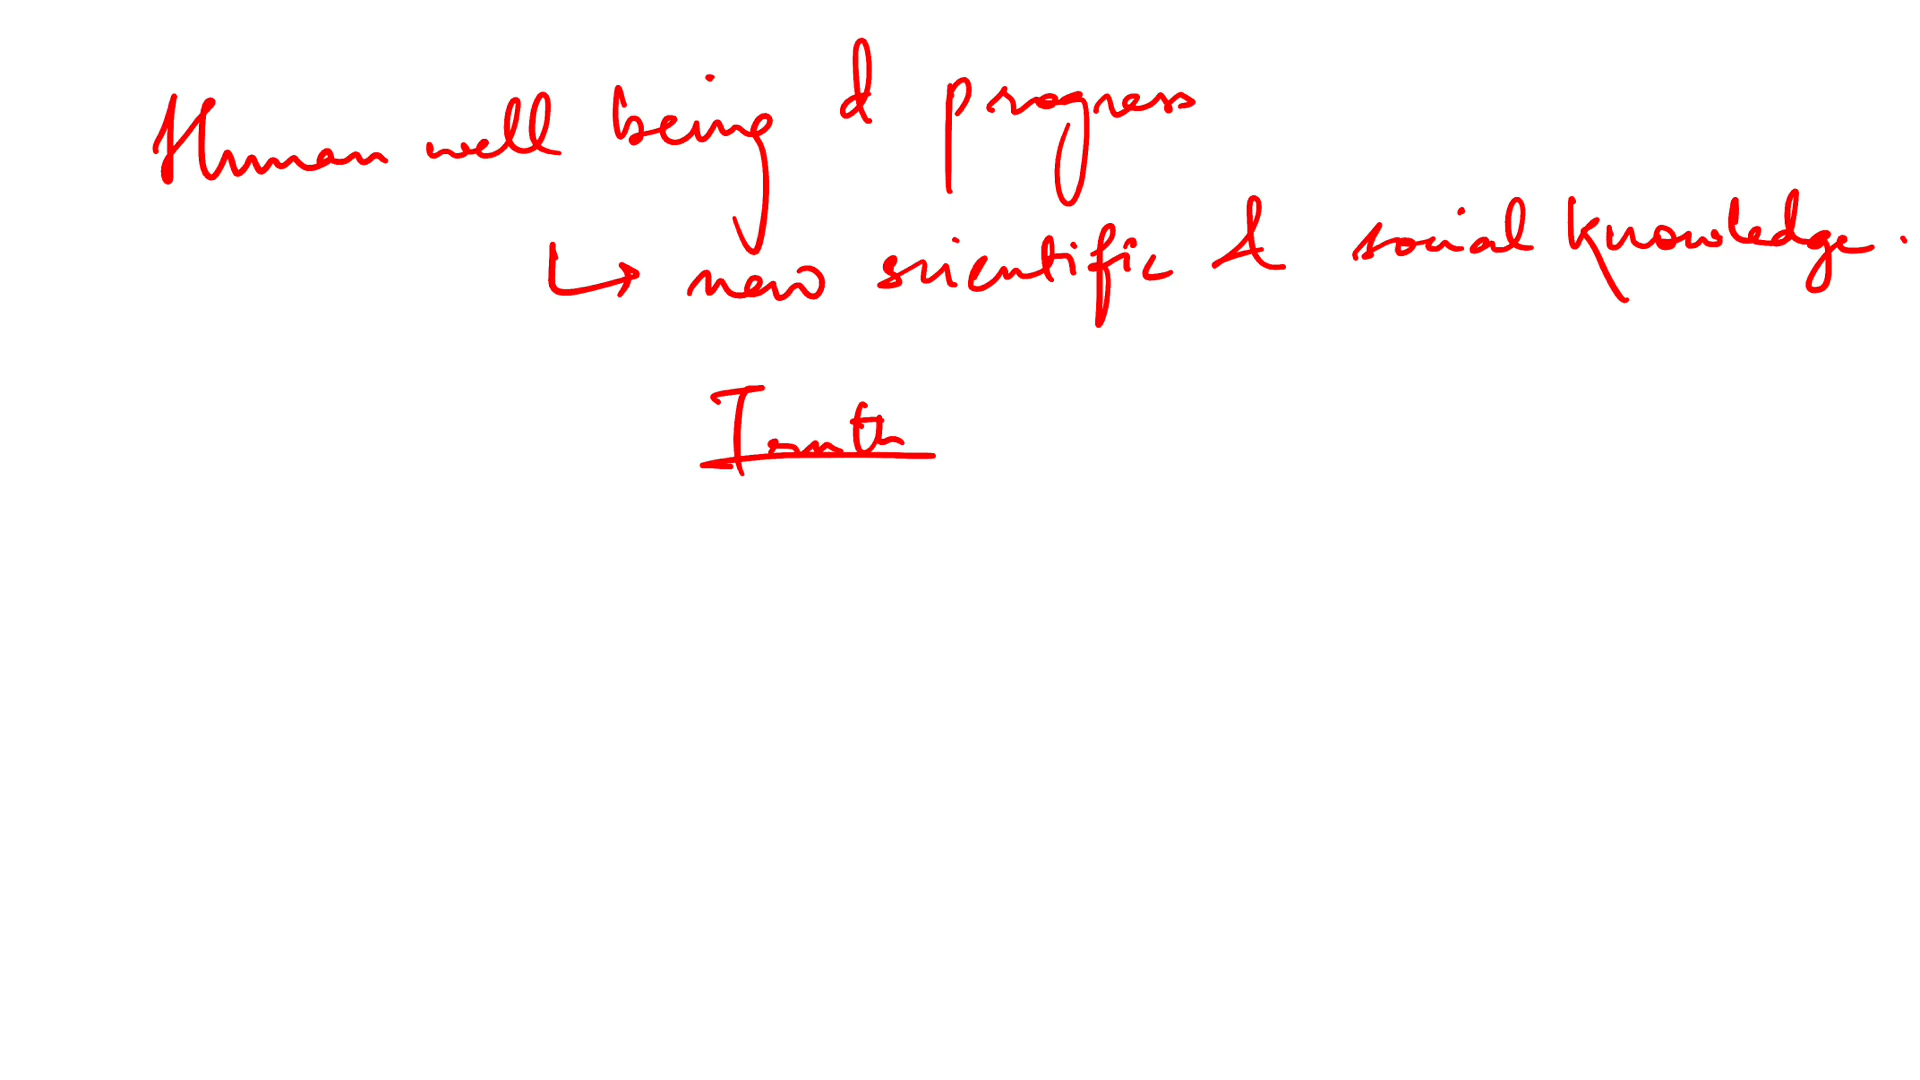 Human well being & progress
↳ new scientific & social knowledge.
Truth